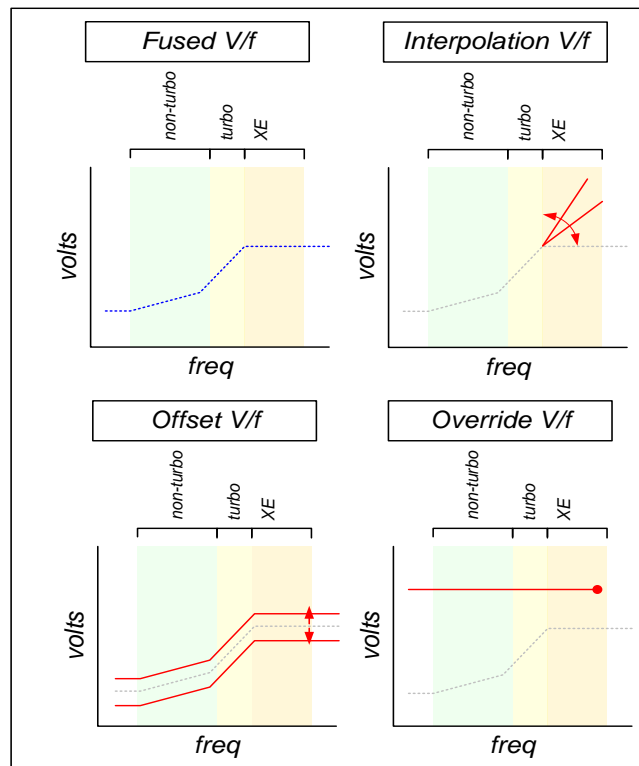 Fused V/f
non-turbo
turbo
XE
volts
freq
Interpolation V/f
non-turbo
turbo
XE
volts
freq
Offset V/f
non-turbo
turbo
XE
volts
freq
Override V/f
non-turbo
turbo
XE
volts
freq